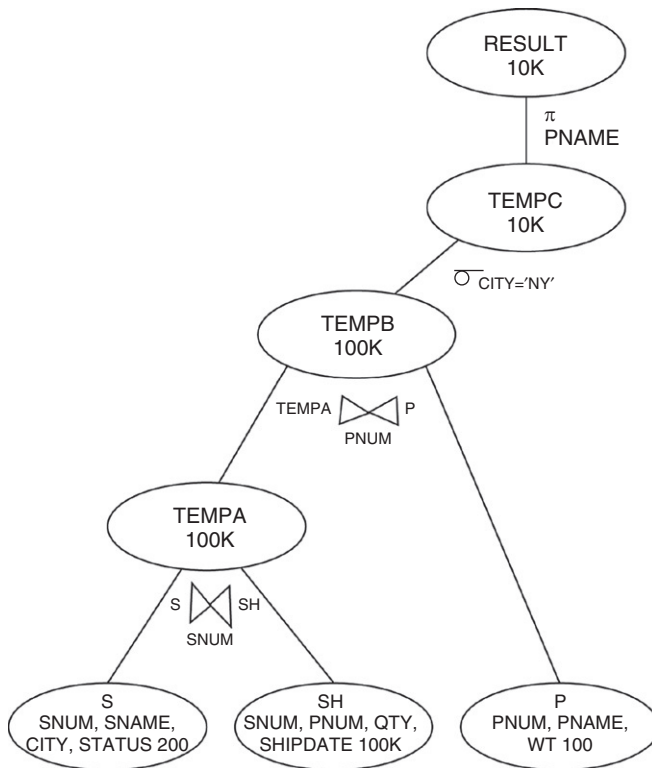 RESULT
10K
π
PNAME
TEMPC
10K
σ CITY='NY'
TEMPB
100K
TEMPA P
PNUM
TEMPA
100K
S SH
SNUM
S
SNUM, SNAME,
CITY, STATUS 200
SH
SNUM, PNUM, QTY,
SHIPDATE 100K
P
PNUM, PNAME,
WT 100